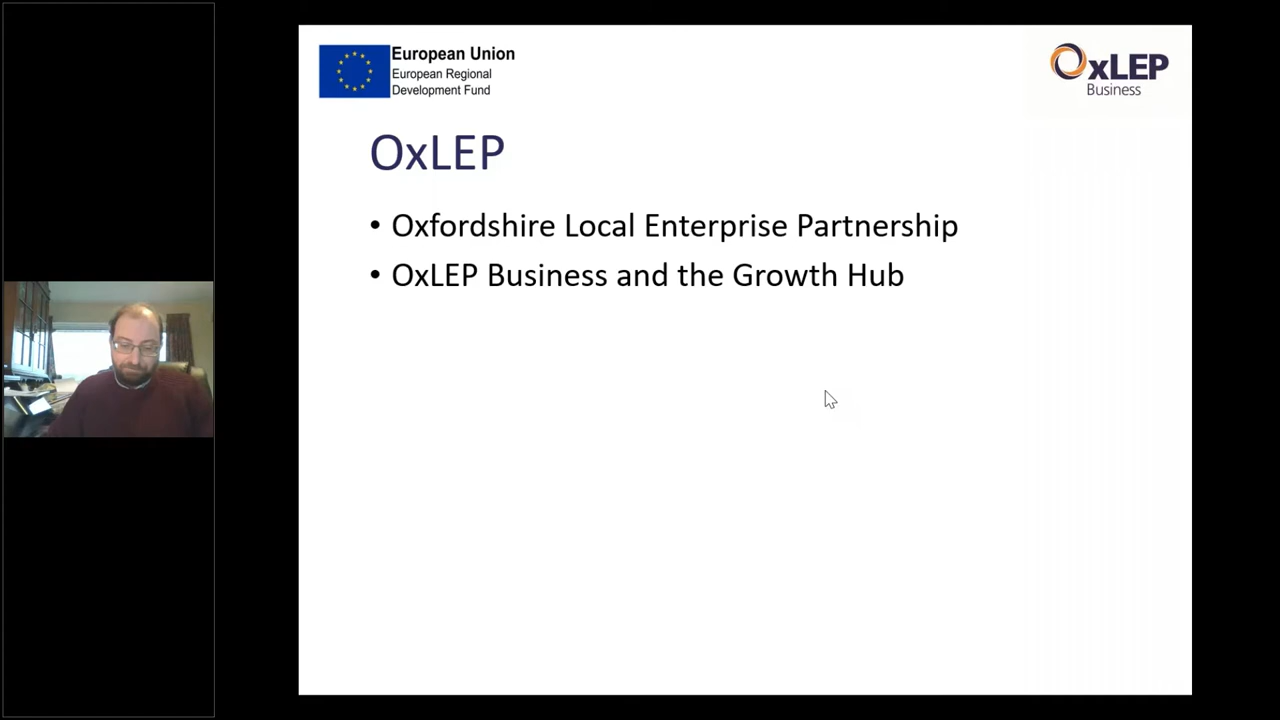 European Union
European Regional
Development Fund
OxLEP
Business
OxLEP
• Oxfordshire Local Enterprise Partnership
• OxLEP Business and the Growth Hub